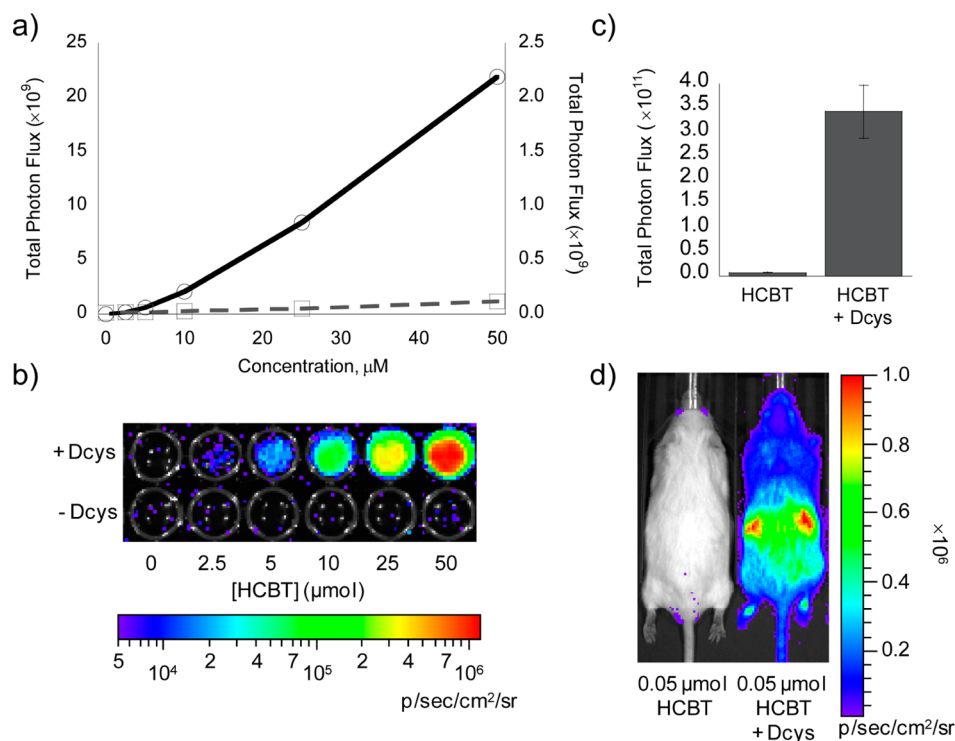 a)
25
20
15
10
5
0
Total Photon Flux (×10⁹)
2.5
2.0
1.5
1.0
0.5
0.0
Total Photon Flux (×10⁹)
0 10 20 30 40 50
Concentration, μM
b)
+ Dcys
- Dcys
0 2.5 5 10 25 50
[HCBT] (μmol)
5 10⁴ 2 4 7 10⁵ 2 4 7 10⁶
p/sec/cm²/sr
c)
4.0
3.5
3.0
2.5
2.0
1.5
1.0
0.5
0.0
Total Photon Flux (×10¹¹)
HCBT HCBT
+ Dcys
d)
1.0
0.8
0.6
0.4
0.2
×10⁶
0.05 μmol 0.05 μmol
HCBT HCBT
+ Dcys
p/sec/cm²/sr